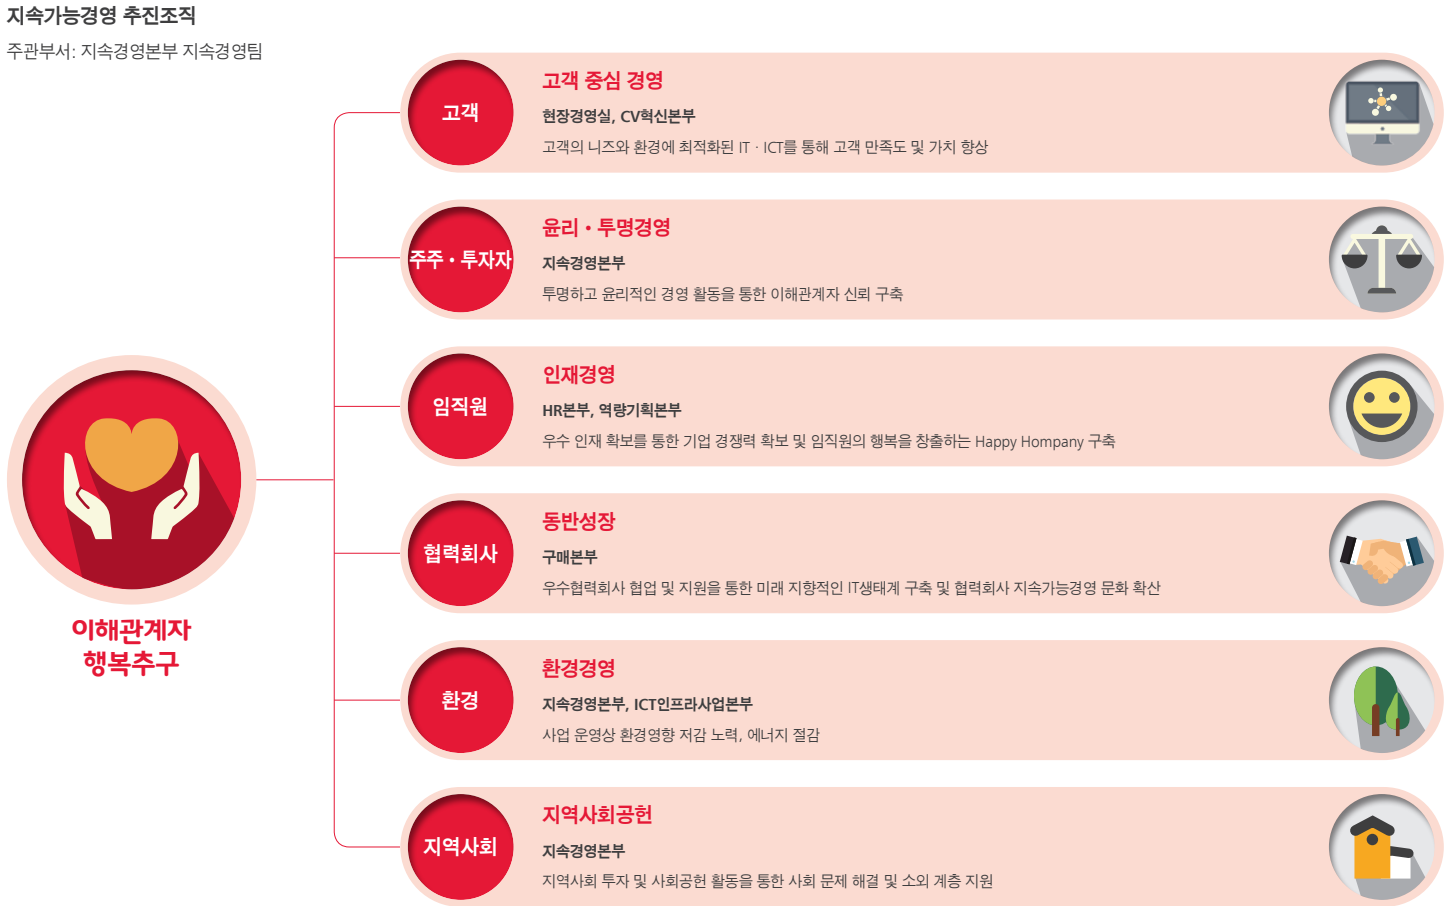 지속가능경영 추진조직
주관부서: 지속경영본부 지속경영팀
이해관계자
행복추구
고객
고객 중심 경영
현장경영실, CV혁신본부
고객의 니즈와 환경에 최적화된 IT · ICT를 통해 고객 만족도 및 가치 향상
주주 · 투자자
윤리 · 투명경영
지속경영본부
투명하고 윤리적인 경영 활동을 통한 이해관계자 신뢰 구축
임직원
인재경영
HR본부, 역량기획본부
우수 인재 확보를 통한 기업 경쟁력 확보 및 임직원의 행복을 창출하는 Happy Hompany 구축
협력회사
동반성장
구매본부
우수협력회사 협업 및 지원을 통한 미래 지향적인 IT생태계 구축 및 협력회사 지속가능경영 문화 확산
환경
환경경영
지속경영본부, ICT인프라사업본부
사업 운영상 환경영향 저감 노력, 에너지 절감
지역사회
지역사회공헌
지속경영본부
지역사회 투자 및 사회공헌 활동을 통한 사회 문제 해결 및 소외 계층 지원